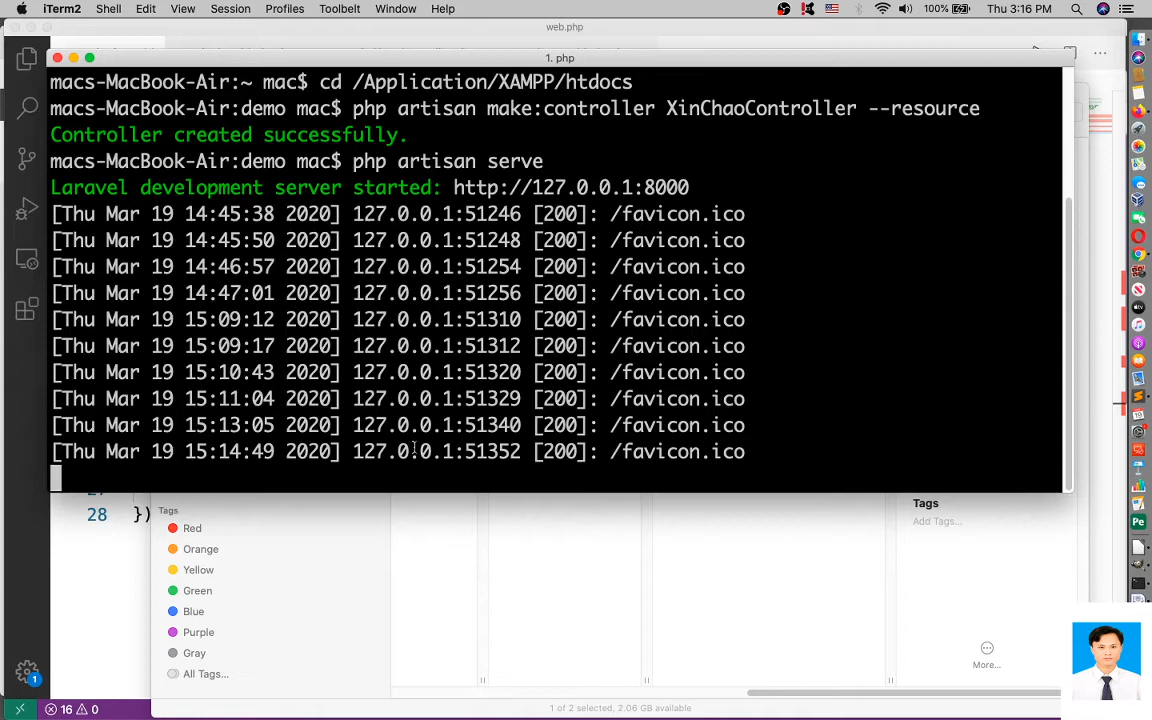 iTerm2 Shell Edit View Session Profiles Toolbelt Window Help 100% Thu 3:16 PM
web.php
1. php
macs-MacBook-Air:~ mac$ cd /Application/XAMPP/htdocs
macs-MacBook-Air:demo mac$ php artisan make:controller XinChaoController --resource
Controller created successfully.
macs-MacBook-Air:demo mac$ php artisan serve
Laravel development server started: http://127.0.0.1:8000
[Thu Mar 19 14:45:38 2020] 127.0.0.1:51246 [200]: /favicon.ico
[Thu Mar 19 14:45:50 2020] 127.0.0.1:51248 [200]: /favicon.ico
[Thu Mar 19 14:46:57 2020] 127.0.0.1:51254 [200]: /favicon.ico
[Thu Mar 19 14:47:01 2020] 127.0.0.1:51256 [200]: /favicon.ico
[Thu Mar 19 15:09:12 2020] 127.0.0.1:51310 [200]: /favicon.ico
[Thu Mar 19 15:09:17 2020] 127.0.0.1:51312 [200]: /favicon.ico
[Thu Mar 19 15:10:43 2020] 127.0.0.1:51320 [200]: /favicon.ico
[Thu Mar 19 15:11:04 2020] 127.0.0.1:51329 [200]: /favicon.ico
[Thu Mar 19 15:13:05 2020] 127.0.0.1:51340 [200]: /favicon.ico
[Thu Mar 19 15:14:49 2020] 127.0.0.1:51352 [200]: /favicon.ico
28 })
Tags
Red
Orange
Yellow
Green
Blue
Purple
Gray
All Tags...
Tags
Add Tags...
More...
1 of 2 selected, 2.06 GB available
1
16 0